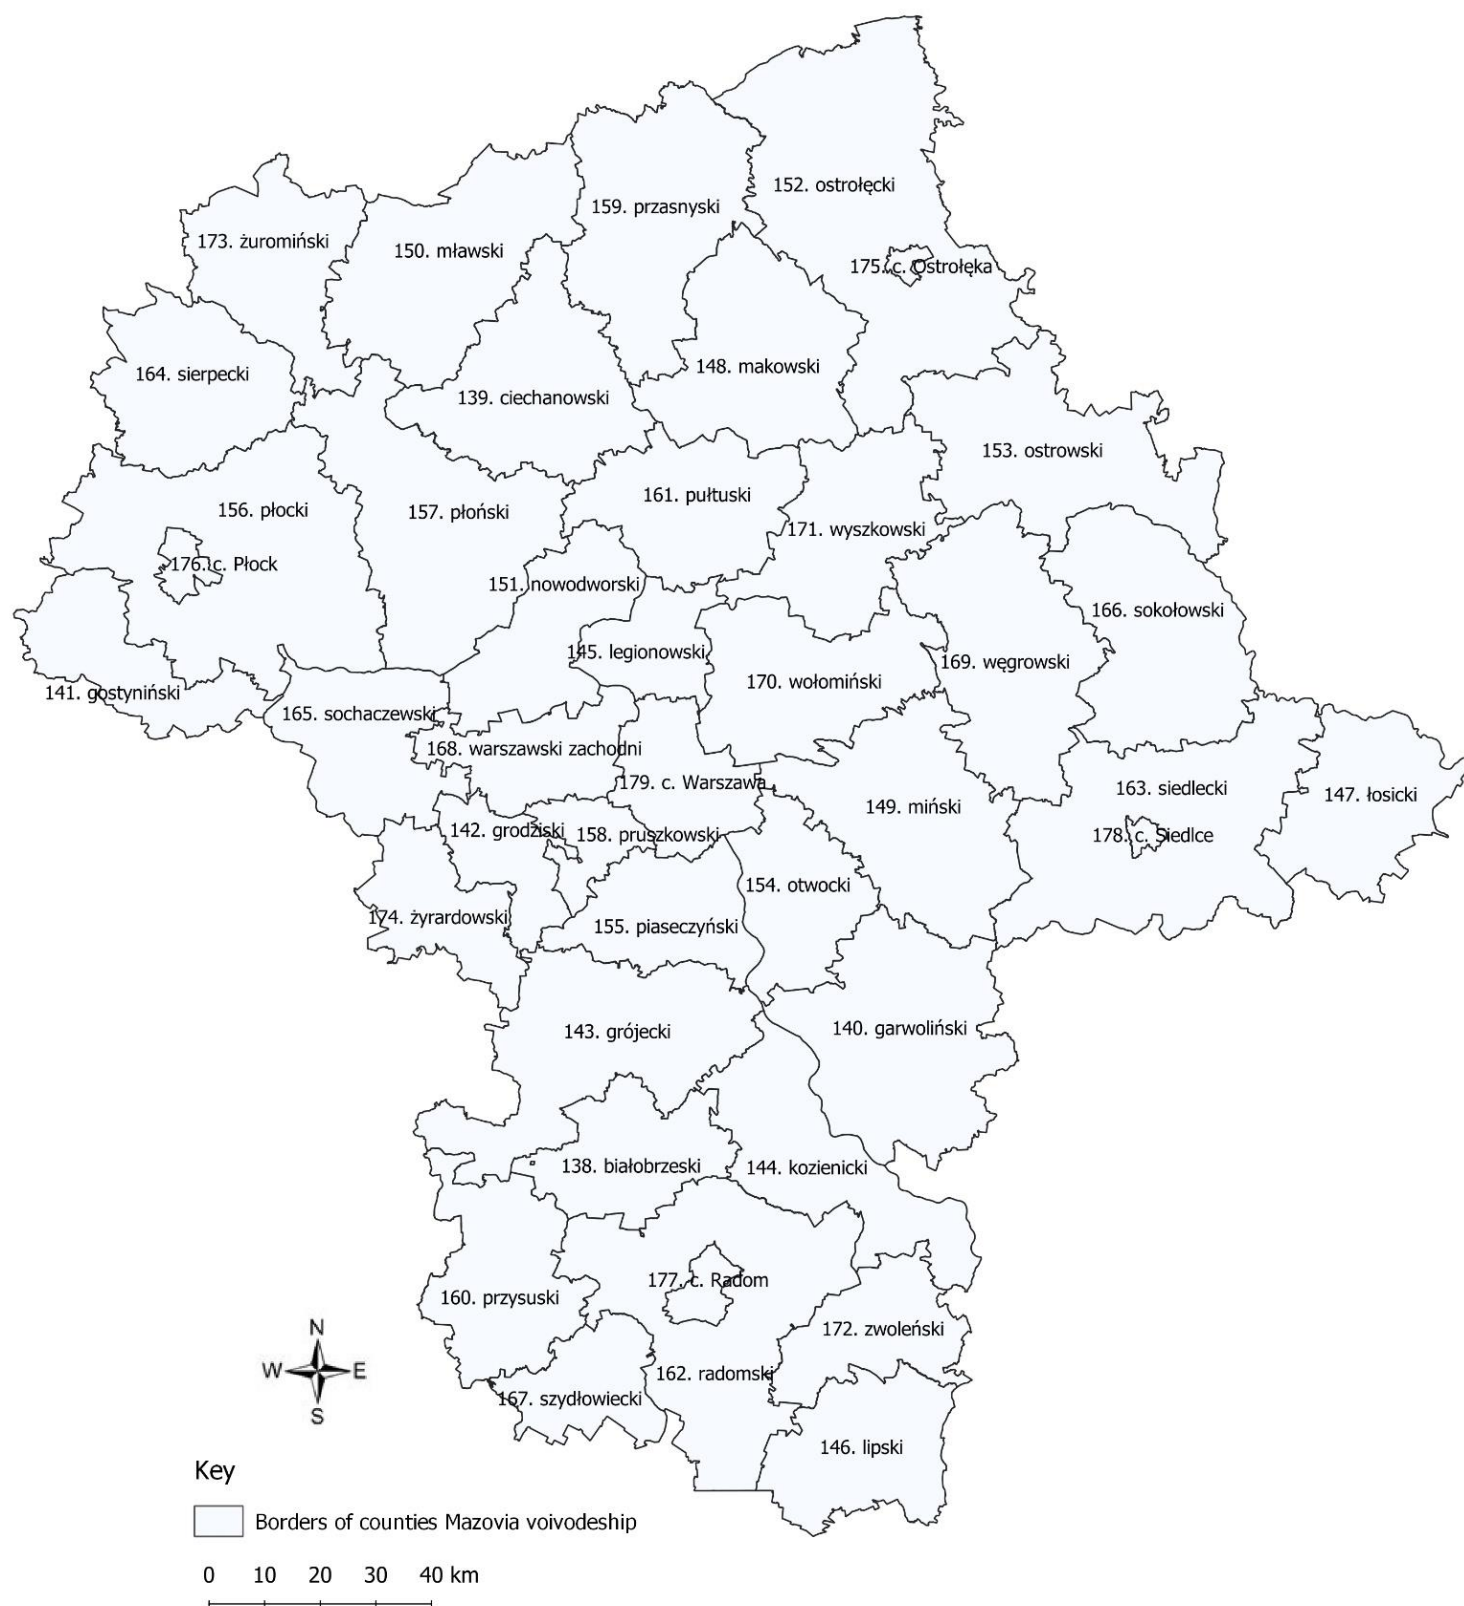 152. ostrołęcki
159. przasnyski
173. żuromiński
150. mławski
175. c. Ostrołęka
148. makowski
164. sierpecki
139. ciechanowski
153. ostrowski
161. pułtuski
156. płocki
157. płoński
171. wyszkowski
176. c. Płock
151. nowodworski
166. sokołowski
145. legionowski
169. węgrowski
170. wołomiński
141. gostyniński
165. sochaczewski
168. warszawski zachodni
179. c. Warszawa
163. siedlecki
147. łosicki
149. miński
142. grodziski
158. pruszkowski
178. c. Siedlce
154. otwocki
174. żyrardowski
155. piaseczyński
140. garwoliński
143. grójecki
138. białobrzeski
144. kozienicki
177. c. Radom
160. przysuski
172. zwoleński
N
W E
S
162. radomski
167. szydłowiecki
146. lipski
Key
Borders of counties Mazovia voivodeship
0 10 20 30 40 km